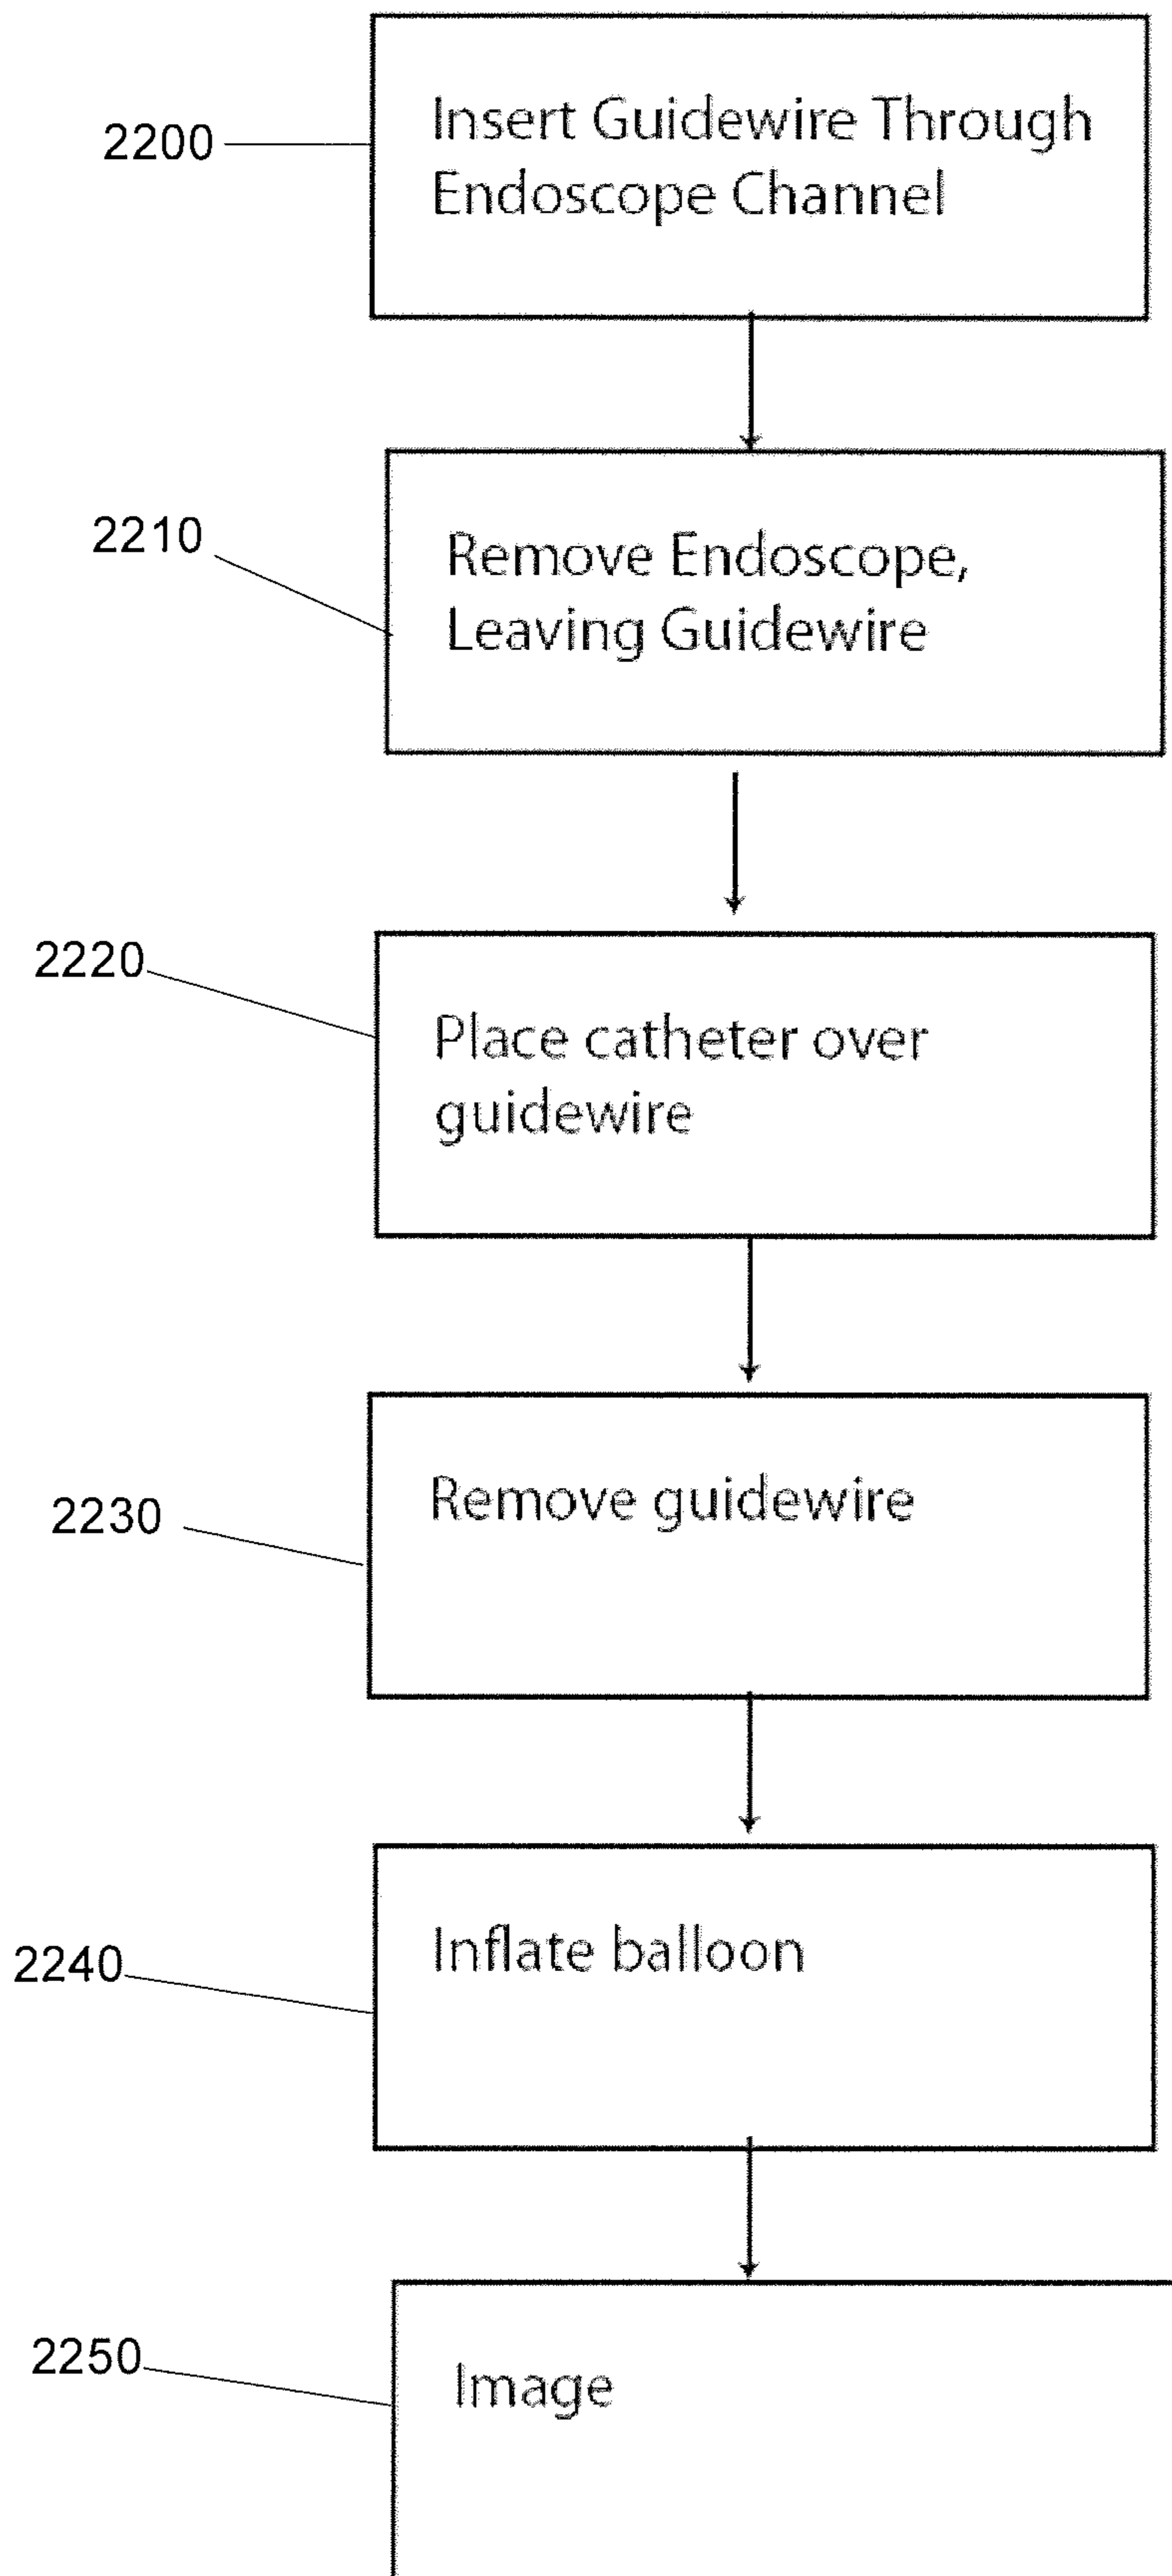 2200
Insert Guidewire Through
Endoscope Channel
2210
Remove Endoscope,
Leaving Guidewire
2220
Place catheter over
guidewire
2230
Remove guidewire
2240
Inflate balloon
2250
Image